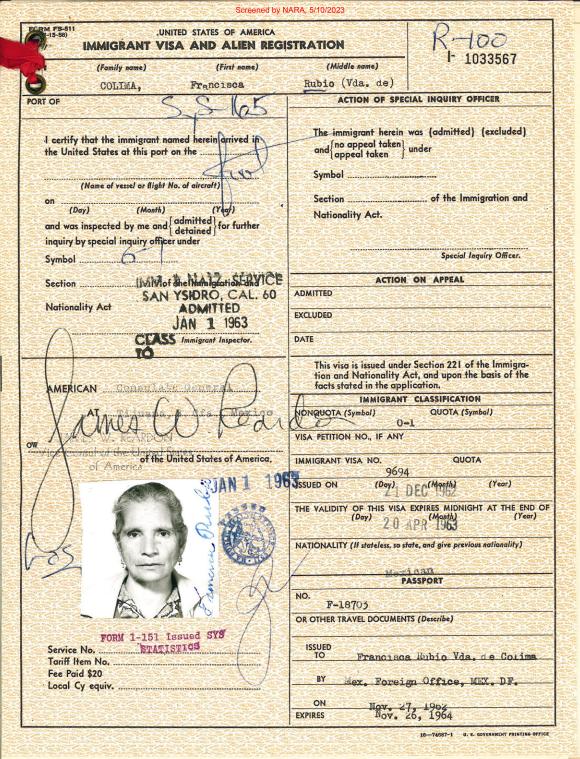 Screened by NARA, 5/10/2023
FORM FS-511
UNITED STATES OF AMERICA
IMMIGRANT VISA AND ALIEN REGISTRATION
R-100
I- 1033567
(Family name) (First name) (Middle name)
COLIMA, Francisca Rubio (Vda. de)
PORT OF
SyS-165
I certify that the immigrant named herein arrived in
the United States at this port on the
foot
(Name of vessel or flight No. of aircraft)
on
(Day) (Month) (Year)
and was inspected by me and {admitted
detained} for further
inquiry by special inquiry officer under
Symbol
Section of the Immigration and
Nationality Act
IMM. & NATZ. SERVICE
SAN YSIDRO, CAL. 60
ADMITTED
JAN 1 1963
CLASS
TO
Immigrant Inspector.
ACTION OF SPECIAL INQUIRY OFFICER
The immigrant herein was (admitted) (excluded)
and {no appeal taken
appeal taken} under
Symbol
Section of the Immigration and
Nationality Act.
Special Inquiry Officer.
ACTION ON APPEAL
ADMITTED
EXCLUDED
DATE
This visa is issued under Section 221 of the Immigra-
tion and Nationality Act, and upon the basis of the
facts stated in the application.
AMERICAN Consulate General
AT Tijuana, B. Cfa., Mexico
James W Reardon
JAMES W. REARDON
Vice Consul of the United States
of America
of the United States of America.
JAN 1 1963
IMMIGRANT CLASSIFICATION
NONQUOTA (Symbol) QUOTA (Symbol)
O-1
VISA PETITION NO., IF ANY
IMMIGRANT VISA NO. QUOTA
9694
ISSUED ON (Day) (Month) (Year)
21 DEC 1962
THE VALIDITY OF THIS VISA EXPIRES MIDNIGHT AT THE END OF
(Day) (Month) (Year)
20 APR 1963
NATIONALITY (If stateless, so state, and give previous nationality)
Mexican
PASSPORT
NO.
F-18703
OR OTHER TRAVEL DOCUMENTS (Describe)
ISSUED
TO Francisca Rubio Vda. de Colima
BY Mex. Foreign Office, MEX. DF.
ON Nov. 27, 1962
EXPIRES Nov. 26, 1964
FORM I-151 Issued SYS
STATISTICS
Service No.
Tariff Item No.
Fee Paid $20
Local Cy equiv.
16—74087-1 U. S. GOVERNMENT PRINTING OFFICE